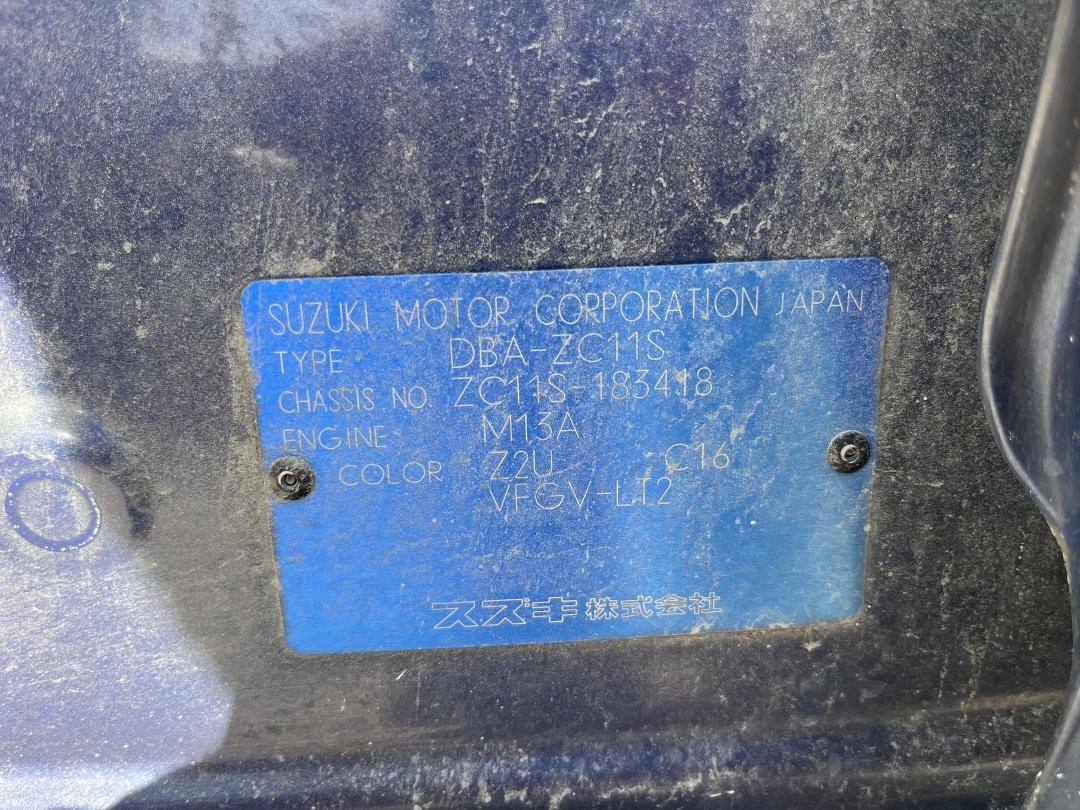 SUZUKI MOTOR CORPORATION JAPAN
TYPE DBA-ZC11S
CHASSIS NO. ZC11S-183418
ENGINE M13A
COLOR Z2U C16
VFGV-LT2
スズキ株式会社